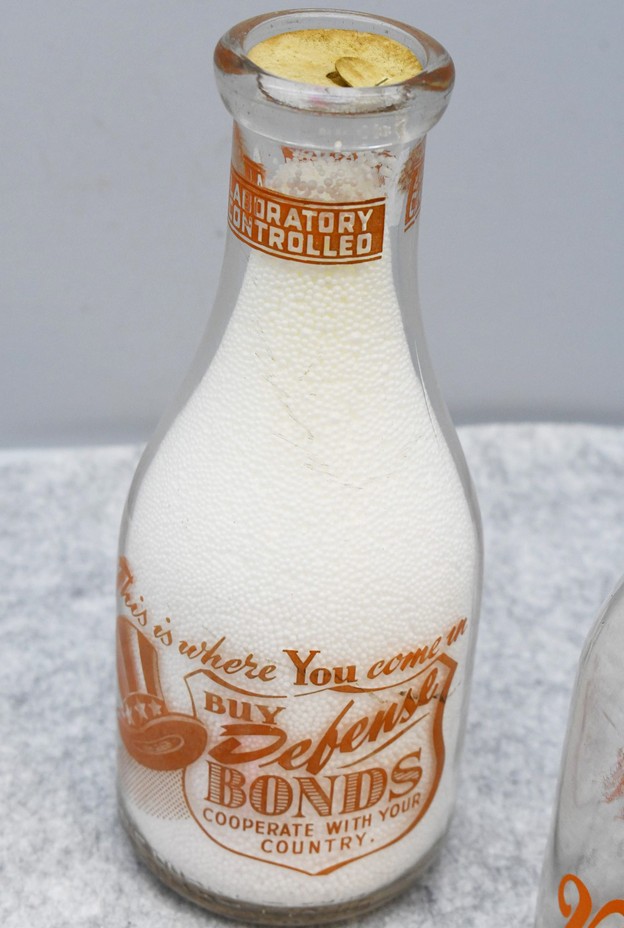 LABORATORY
CONTROLLED
This is where You come in
BUY
Defense
BONDS
COOPERATE WITH YOUR
COUNTRY.